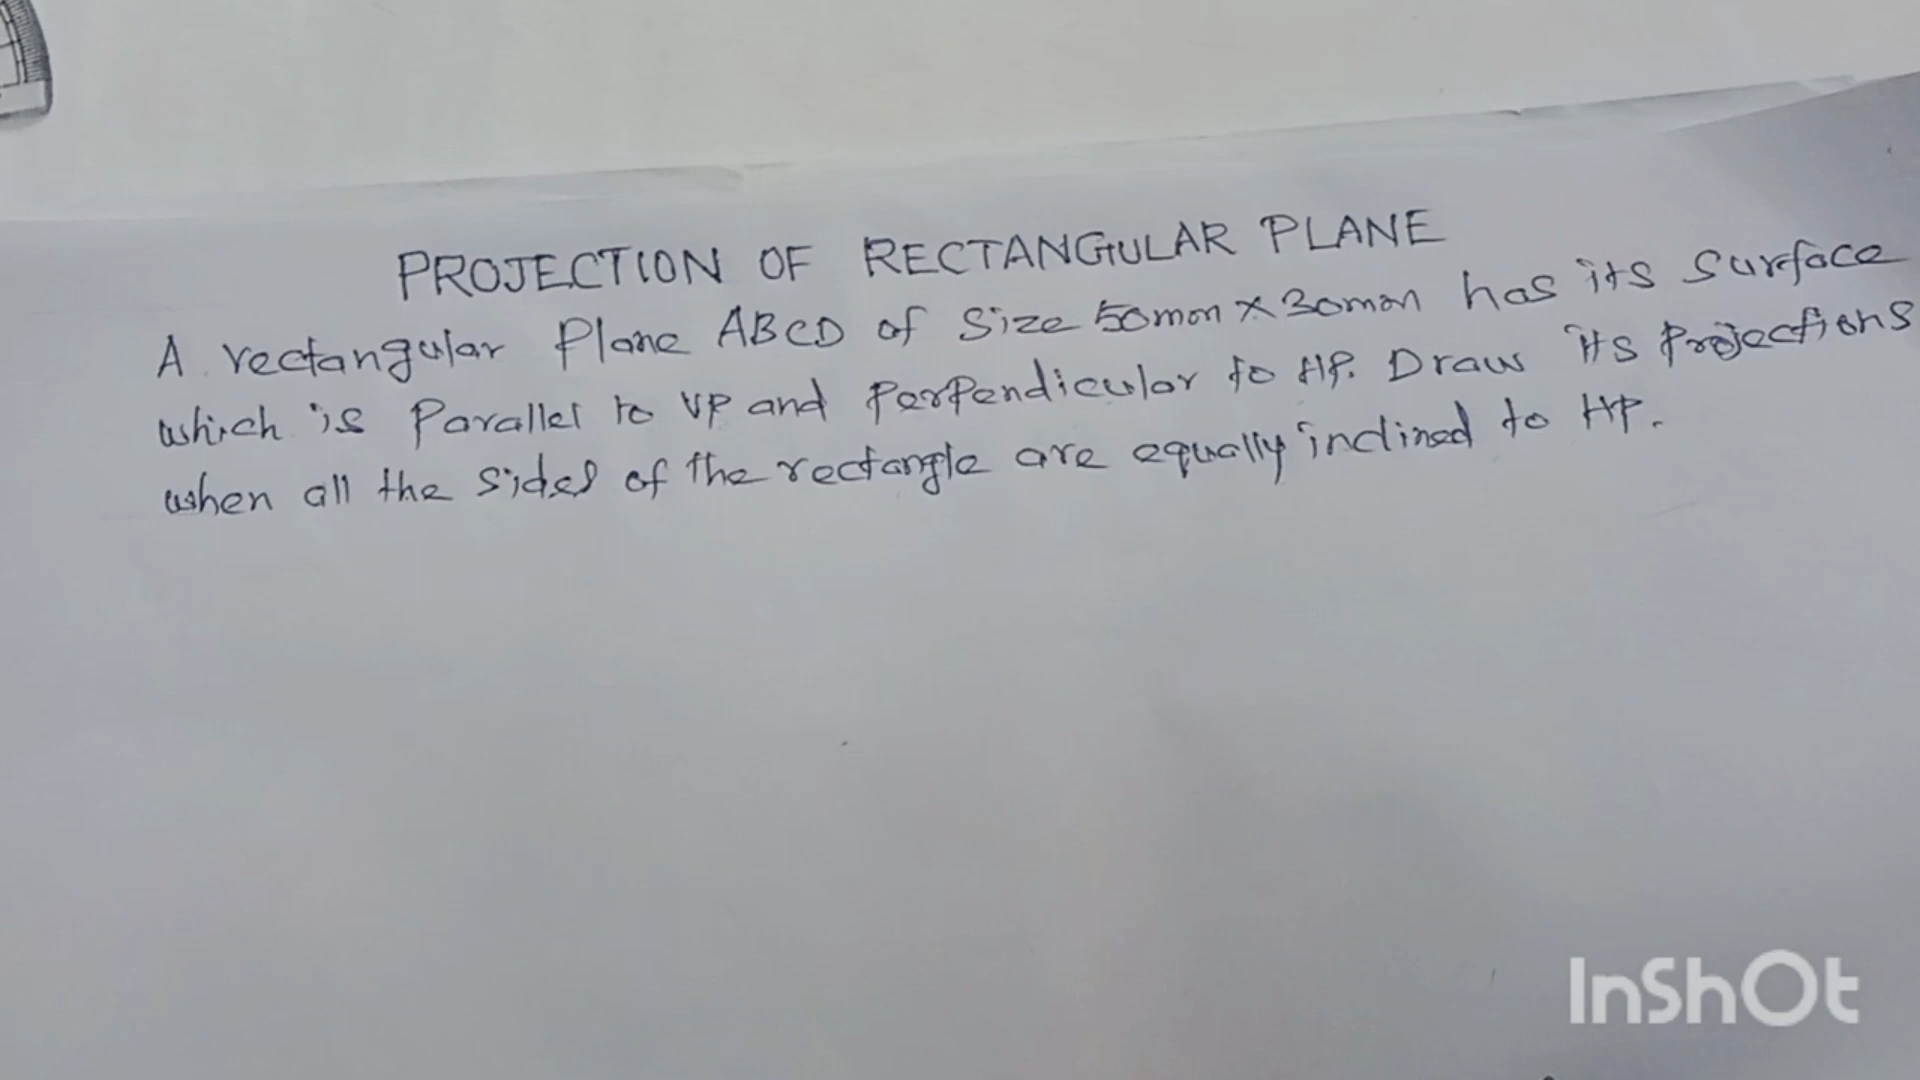 PROJECTION OF RECTANGULAR PLANE
A rectangular Plane ABCD of Size 50mm x 30mm has its Surface
which is Parallel to VP and Perpendicular to HP. Draw its Projections
when all the sides of the rectangle are equally inclined to HP.
InShOt